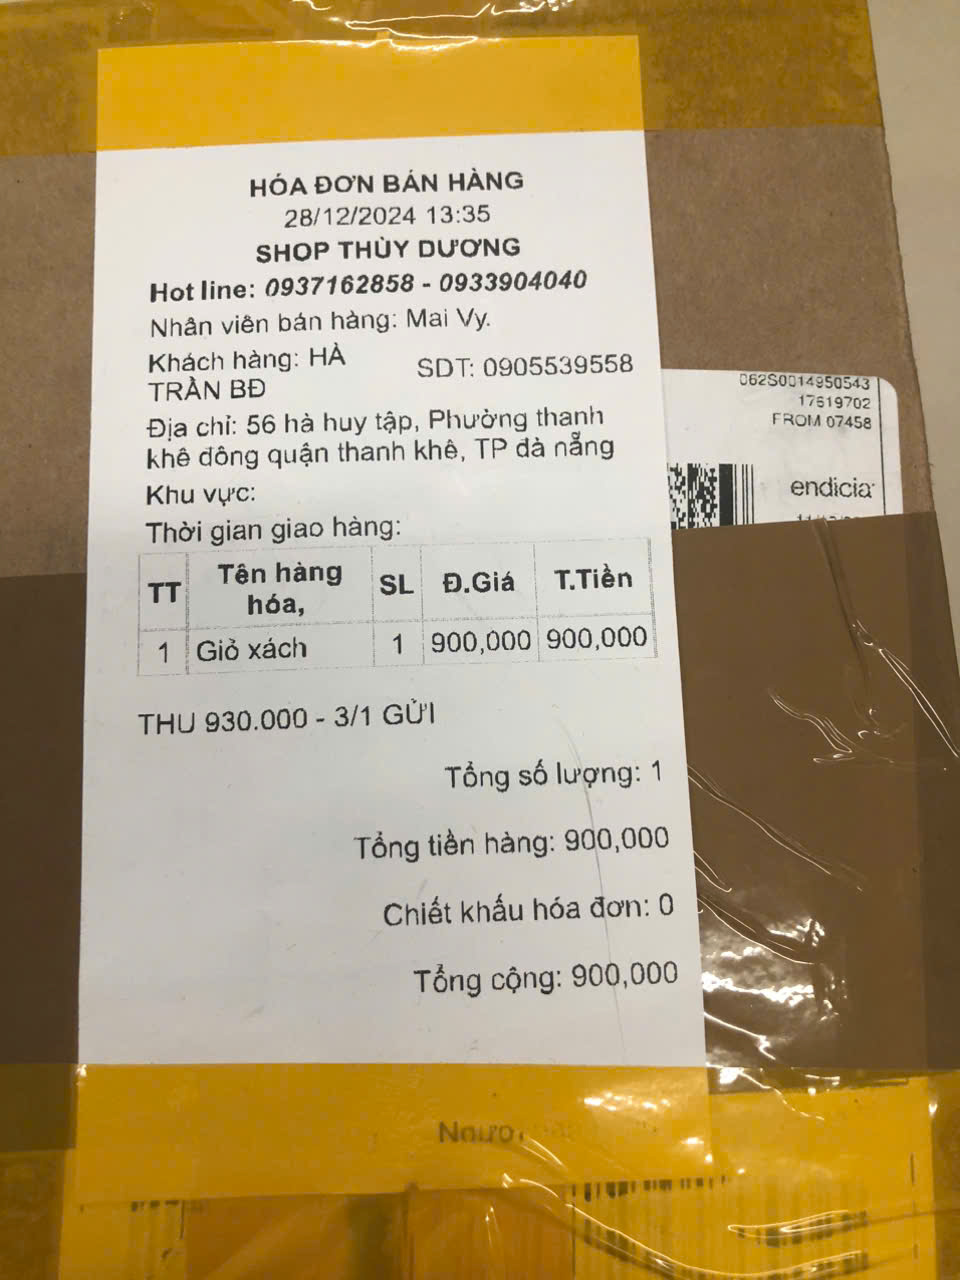 HÓA ĐƠN BÁN HÀNG
28/12/2024 13:35
SHOP THÙY DƯƠNG
Hot line: 0937162858 - 0933904040
Nhân viên bán hàng: Mai Vy.
Khách hàng: HÀ
TRẦN BĐ
SDT: 0905539558
Địa chỉ: 56 hà huy tập, Phường thanh
khê đông quận thanh khê, TP đà nẵng
Khu vực:
Thời gian giao hàng:
TT Tên hàng hóa, SL Đ.Giá T.Tiền
1 Giỏ xách 1 900,000 900,000
THU 930.000 - 3/1 GỬI
Tổng số lượng: 1
Tổng tiền hàng: 900,000
Chiết khấu hóa đơn: 0
Tổng cộng: 900,000
062S0014950543
17619702
FROM 07458
endicia